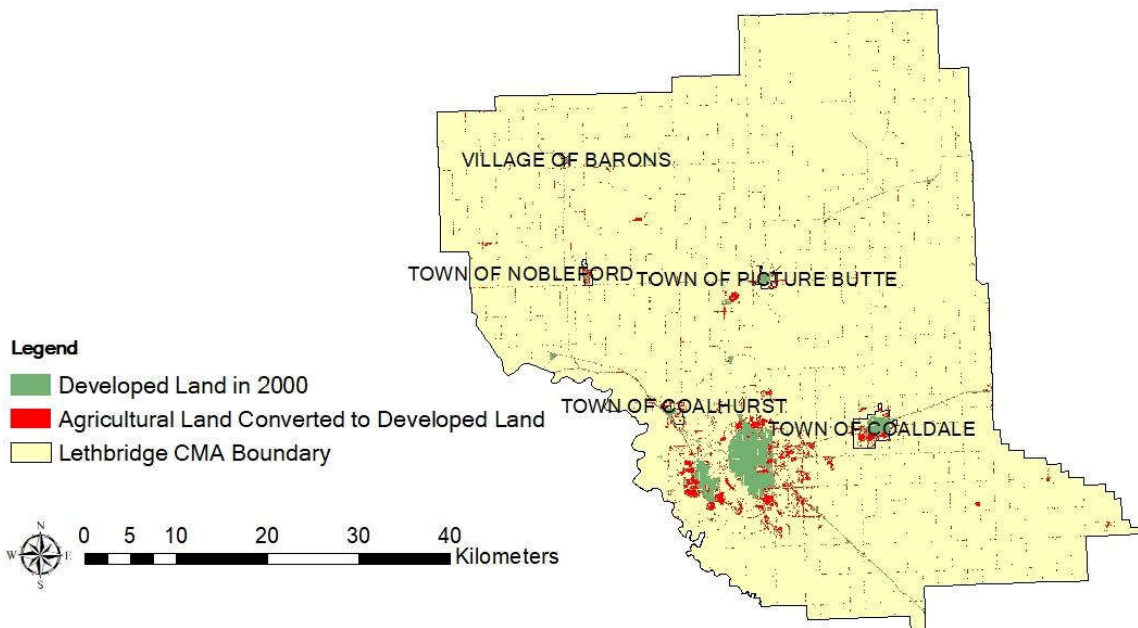 VILLAGE OF BARONS
TOWN OF NOBLEFORD
TOWN OF PICTURE BUTTE
TOWN OF COALHURST
TOWN OF COALDALE
Legend
Developed Land in 2000
Agricultural Land Converted to Developed Land
Lethbridge CMA Boundary
N
W E
S
0 5 10 20 30 40
Kilometers